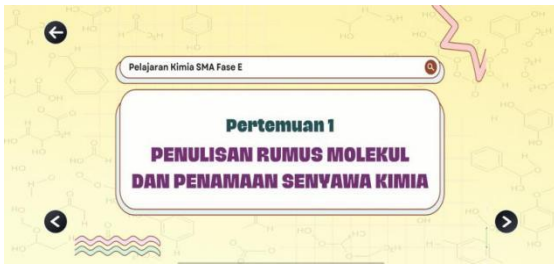 Pelajaran Kimia SMA Fase E
Pertemuan 1
PENULISAN RUMUS MOLEKUL
DAN PENAMAAN SENYAWA KIMIA